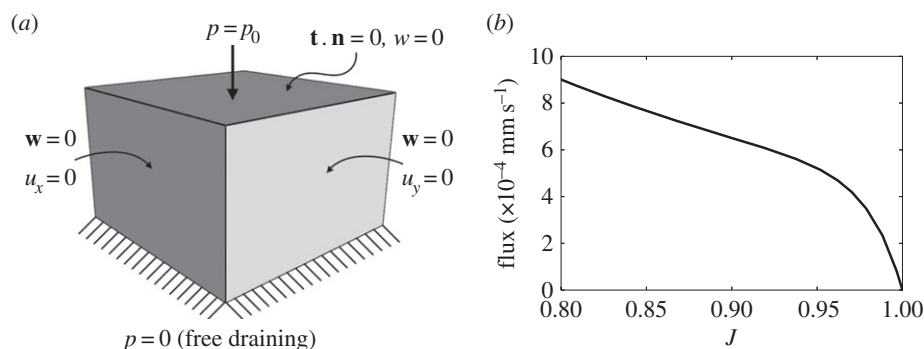 (a)
p = p₀
t . n = 0, w = 0
w = 0
uₓ = 0
w = 0
u_y = 0
p = 0 (free draining)
(b)
flux (×10⁻⁴ mm s⁻¹)
10
8
6
4
2
0
0.80
0.85
0.90
0.95
1.00
J